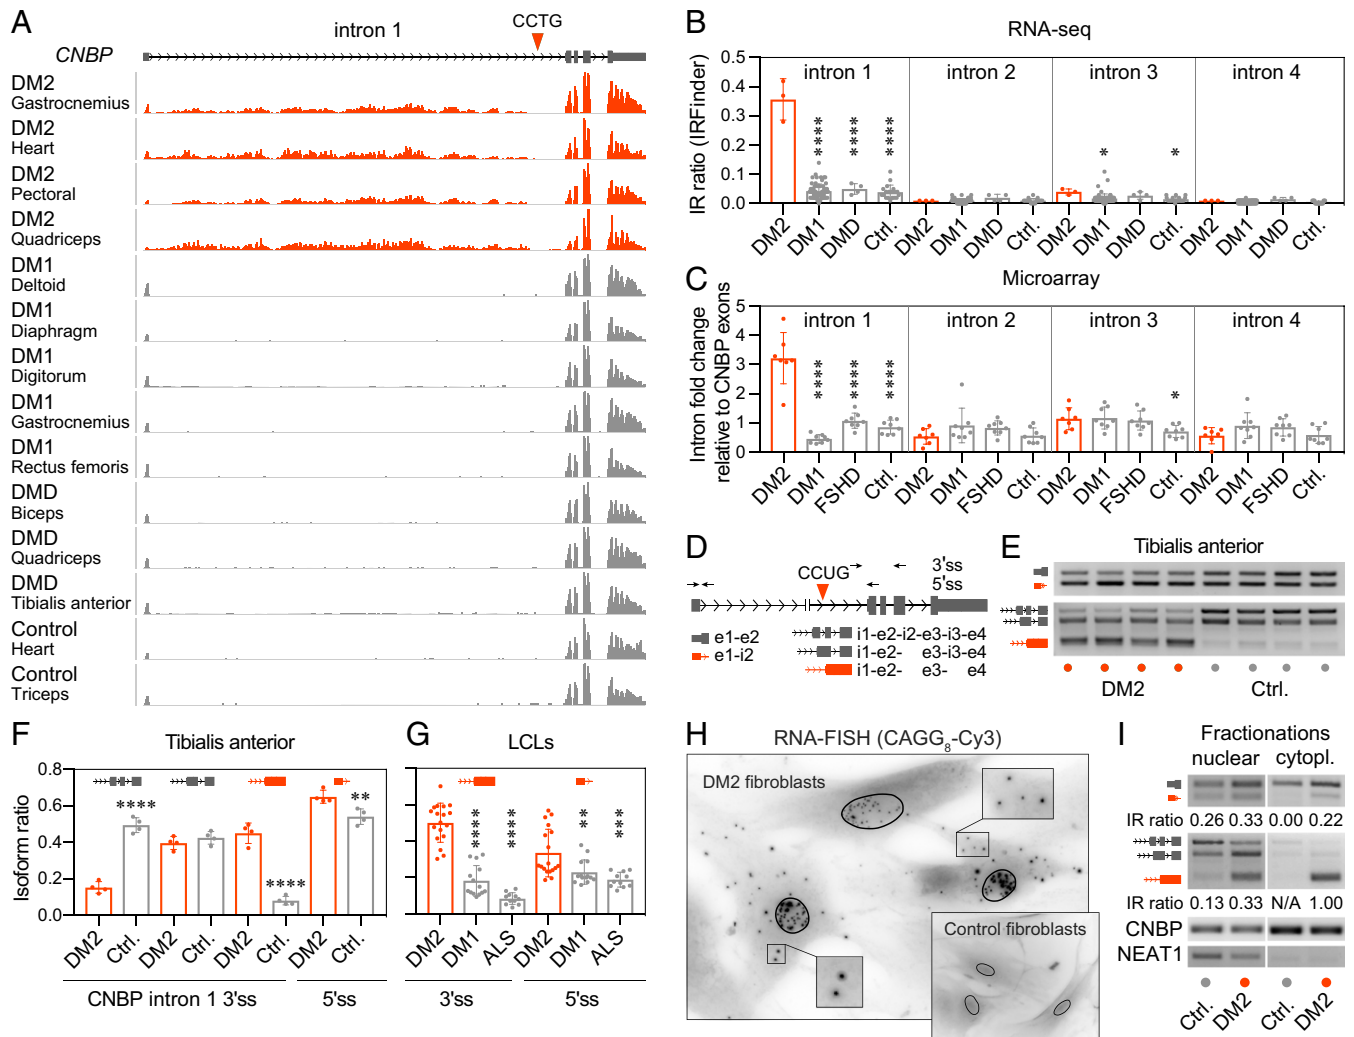 A
CCTG
intron 1
CNBP
DM2
Gastrocnemius
DM2
Heart
DM2
Pectoral
DM2
Quadriceps
DM1
Deltoid
DM1
Diaphragm
DM1
Digitorum
DM1
Gastrocnemius
DM1
Rectus femoris
DMD
Biceps
DMD
Quadriceps
DMD
Tibialis anterior
Control
Heart
Control
Triceps
B
RNA-seq
IR ratio (IRFinder)
0.5
0.4
0.3
0.2
0.1
0.0
intron 1 intron 2 intron 3 intron 4
**** **** **** * *
DM2 DM1 DMD Ctrl. DM2 DM1 DMD Ctrl. DM2 DM1 DMD Ctrl. DM2 DM1 DMD Ctrl.
C
Microarray
Intron fold change
relative to CNBP exons
5
4
3
2
1
0
intron 1 intron 2 intron 3 intron 4
**** **** **** *
DM2 DM1 FSHD Ctrl. DM2 DM1 FSHD Ctrl. DM2 DM1 FSHD Ctrl. DM2 DM1 FSHD Ctrl.
D
3'ss
5'ss
CCUG
e1-e2
e1-i2
i1-e2-i2-e3-i3-e4
i1-e2- e3-i3-e4
i1-e2- e3- e4
E
Tibialis anterior
DM2 Ctrl.
F
Tibialis anterior
Isoform ratio
0.8
0.6
0.4
0.2
0.0
**** **** **
DM2 Ctrl. DM2 Ctrl. DM2 Ctrl. DM2 Ctrl.
CNBP intron 1 3'ss 5'ss
G
LCLs
**** **** ** ***
DM2 DM1 ALS DM2 DM1 ALS
3'ss 5'ss
H
RNA-FISH (CAGG8-Cy3)
DM2 fibroblasts
Control fibroblasts
I
Fractionations
nuclear cytopl.
IR ratio 0.26 0.33 0.00 0.22
IR ratio 0.13 0.33 N/A 1.00
CNBP
NEAT1
Ctrl. DM2 Ctrl. DM2